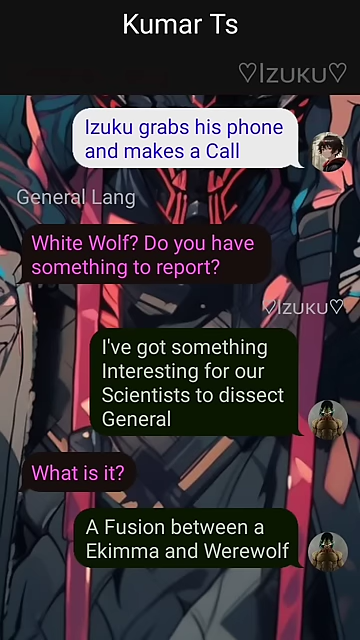 Kumar Ts
♡Izuku♡
Izuku grabs his phone
and makes a Call
General Lang
White Wolf? Do you have
something to report?
♡Izuku♡
I've got something
Interesting for our
Scientists to dissect
General
What is it?
A Fusion between a
Ekimma and Werewolf